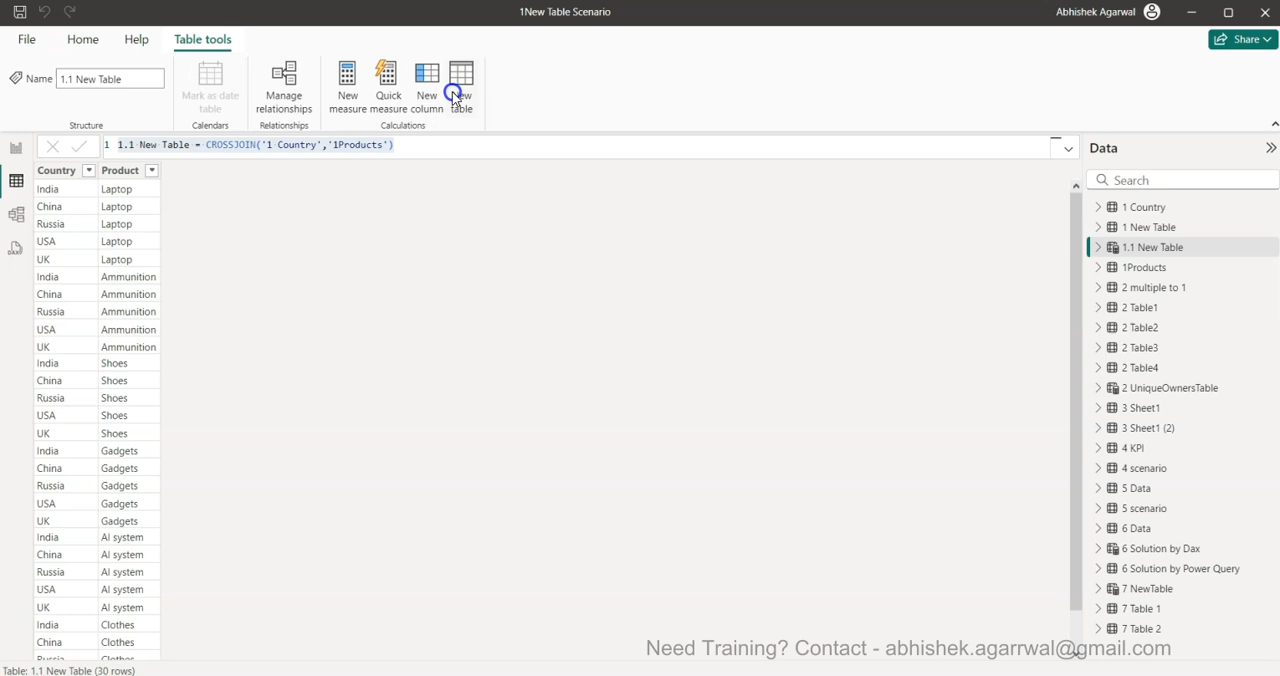 1New Table Scenario
Abhishek Agarwal
File Home Help Table tools
Share
Name 1.1 New Table
Mark as date table
Manage relationships
New measure
Quick measure
New column
New table
Structure
Calendars
Relationships
Calculations
1 1.1 New Table = CROSSJOIN('1 Country','1Products')
Country Product
India Laptop
China Laptop
Russia Laptop
USA Laptop
UK Laptop
India Ammunition
China Ammunition
Russia Ammunition
USA Ammunition
UK Ammunition
India Shoes
China Shoes
Russia Shoes
USA Shoes
UK Shoes
India Gadgets
China Gadgets
Russia Gadgets
USA Gadgets
UK Gadgets
India AI system
China AI system
Russia AI system
USA AI system
UK AI system
India Clothes
China Clothes
Russia Clothes
Data
Search
1 Country
1 New Table
1.1 New Table
1Products
2 multiple to 1
2 Table1
2 Table2
2 Table3
2 Table4
2 UniqueOwnersTable
3 Sheet1
3 Sheet1 (2)
4 KPI
4 scenario
5 Data
5 scenario
6 Data
6 Solution by Dax
6 Solution by Power Query
7 NewTable
7 Table 1
7 Table 2
Need Training? Contact - abhishek.agarrwal@gmail.com
Table: 1.1 New Table (30 rows)